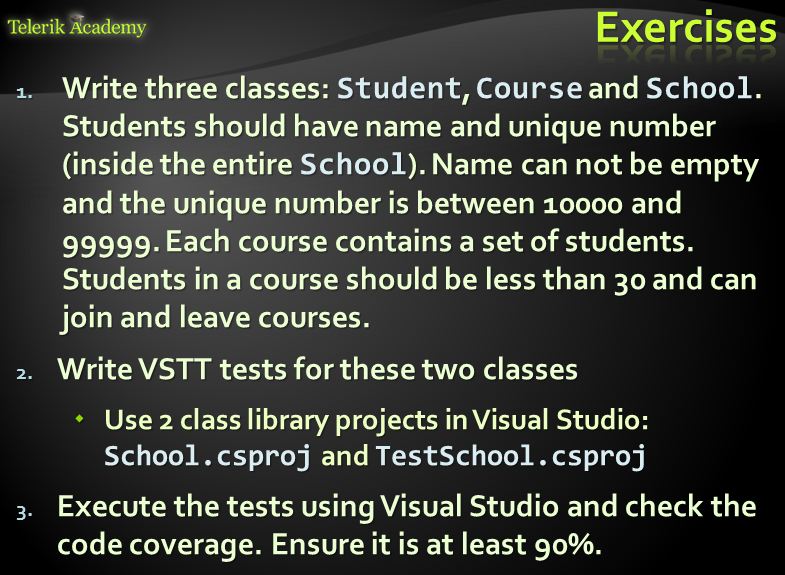 Telerik Academy
Exercises
1. Write three classes: Student, Course and School.
Students should have name and unique number
(inside the entire School). Name can not be empty
and the unique number is between 10000 and
99999. Each course contains a set of students.
Students in a course should be less than 30 and can
join and leave courses.
2. Write VSTT tests for these two classes
Use 2 class library projects in Visual Studio:
School.csproj and TestSchool.csproj
3. Execute the tests using Visual Studio and check the
code coverage. Ensure it is at least 90%.